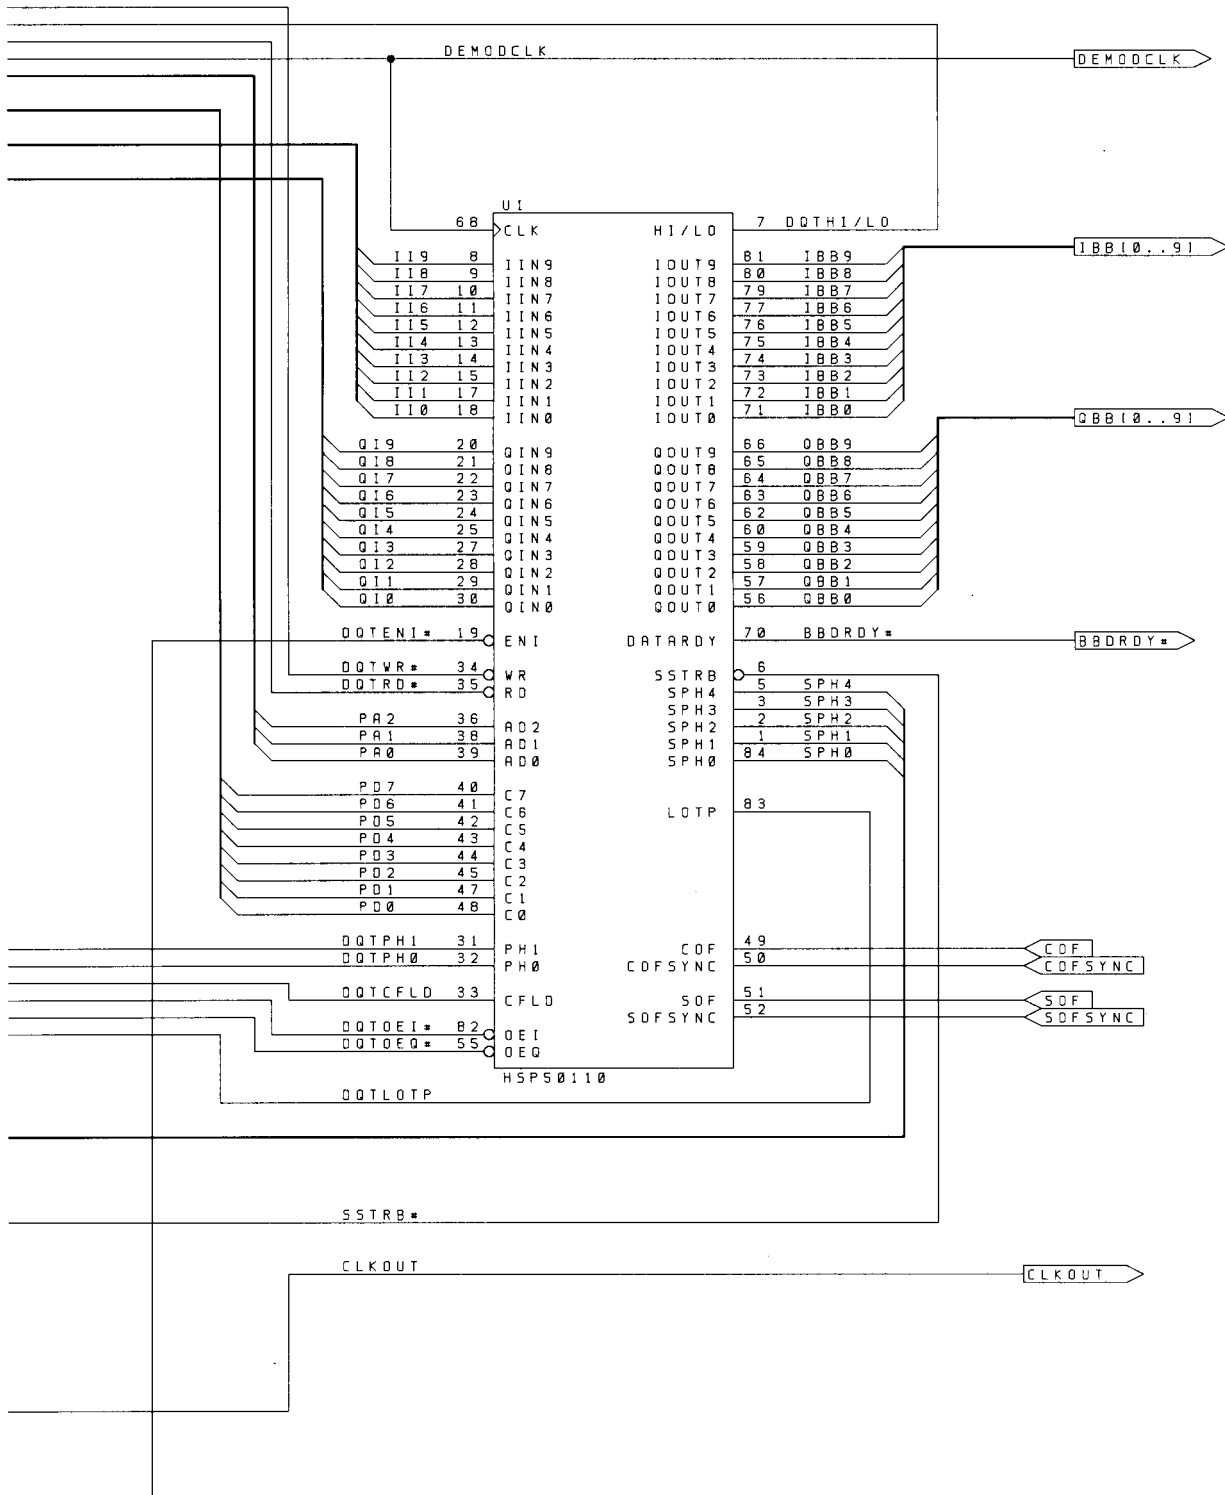 DEMODCLK DEMODCLK
U1
68 CLK HI/LO 7 DQTHI/LO
IBB[0..9]
II9 8 IIN9 IOUT9 81 IBB9
II8 9 IIN8 IOUT8 80 IBB8
II7 10 IIN7 IOUT7 79 IBB7
II6 11 IIN6 IOUT6 77 IBB6
II5 12 IIN5 IOUT5 76 IBB5
II4 13 IIN4 IOUT4 75 IBB4
II3 14 IIN3 IOUT3 74 IBB3
II2 15 IIN2 IOUT2 73 IBB2
II1 17 IIN1 IOUT1 72 IBB1
II0 18 IIN0 IOUT0 71 IBB0
QBB[0..9]
QI9 20 QIN9 QOUT9 66 QBB9
QI8 21 QIN8 QOUT8 65 QBB8
QI7 22 QIN7 QOUT7 64 QBB7
QI6 23 QIN6 QOUT6 63 QBB6
QI5 24 QIN5 QOUT5 62 QBB5
QI4 25 QIN4 QOUT4 60 QBB4
QI3 27 QIN3 QOUT3 59 QBB3
QI2 28 QIN2 QOUT2 58 QBB2
QI1 29 QIN1 QOUT1 57 QBB1
QI0 30 QIN0 QOUT0 56 QBB0
DQTENI* 19 ENI DATARDY 70 BBDRDY* BBDRDY*
DQTWR* 34 WR SSTRB 6
DQTRD* 35 RD SPH4 5 SPH4
SPH3 3 SPH3
PA2 36 AD2 SPH2 2 SPH2
PA1 38 AD1 SPH1 1 SPH1
PA0 39 AD0 SPH0 84 SPH0
PD7 40 C7
PD6 41 C6 LOTP 83
PD5 42 C5
PD4 43 C4
PD3 44 C3
PD2 45 C2
PD1 47 C1
PD0 48 C0
DQTPH1 31 PH1 COF 49 COF
DQTPH0 32 PH0 COFSYNC 50 COFSYNC
DQTCFLD 33 CFLD SOF 51 SOF
SOFSYNC 52 SOFSYNC
DQTOEI* 82 OEI
DQTOEQ* 55 OEQ
HSP50110
DQTLOTP
SSTRB*
CLKOUT CLKOUT